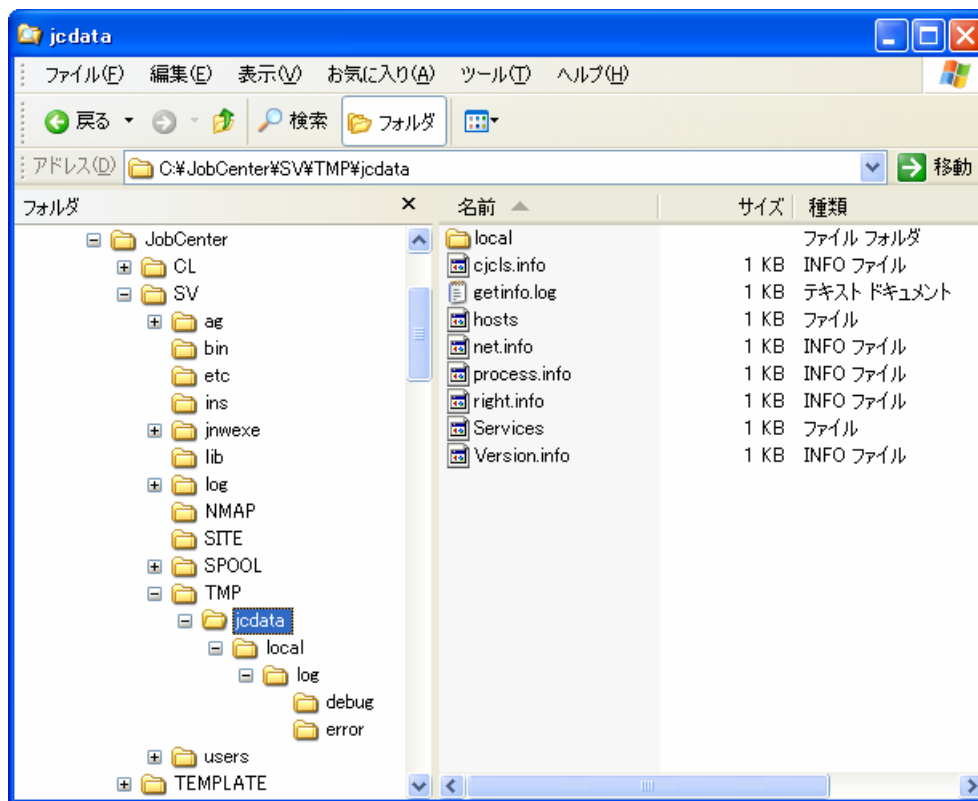 jcdata
ファイル(F) 編集(E) 表示(V) お気に入り(A) ツール(T) ヘルプ(H)
戻る 検索 フォルダ
アドレス(D) C:¥JobCenter¥SV¥TMP¥jcdata 移動
フォルダ × 名前 サイズ 種類
JobCenter
CL
SV
ag
bin
etc
ins
jnwexe
lib
log
NMAP
SITE
SPOOL
TMP
jcdata
local
log
debug
error
users
TEMPLATE
local ファイル フォルダ
cjcls.info 1 KB INFO ファイル
getinfo.log 1 KB テキスト ドキュメント
hosts 1 KB ファイル
net.info 1 KB INFO ファイル
process.info 1 KB INFO ファイル
right.info 1 KB INFO ファイル
Services 1 KB ファイル
Version.info 1 KB INFO ファイル